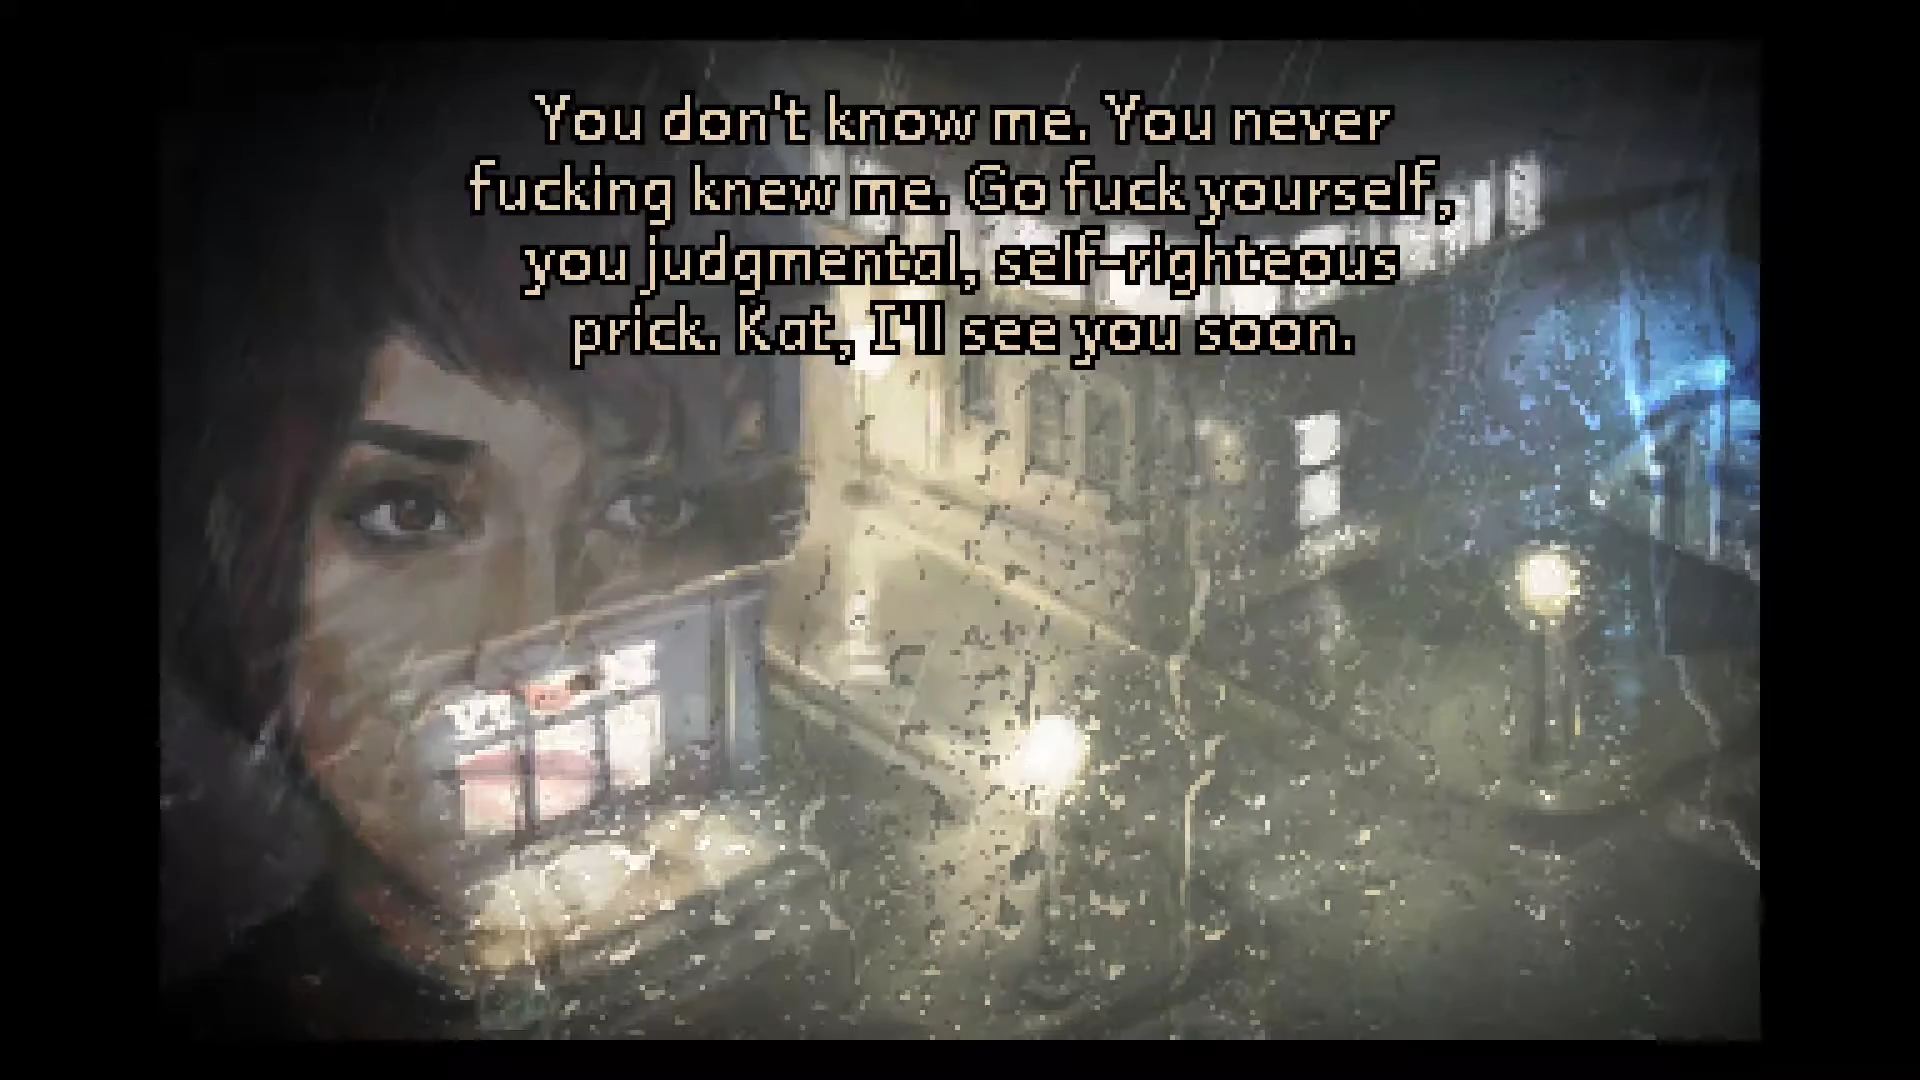 You don't know me. You never
fucking knew me. Go fuck yourself,
you judgmental, self-righteous
prick. Kat, I'll see you soon.